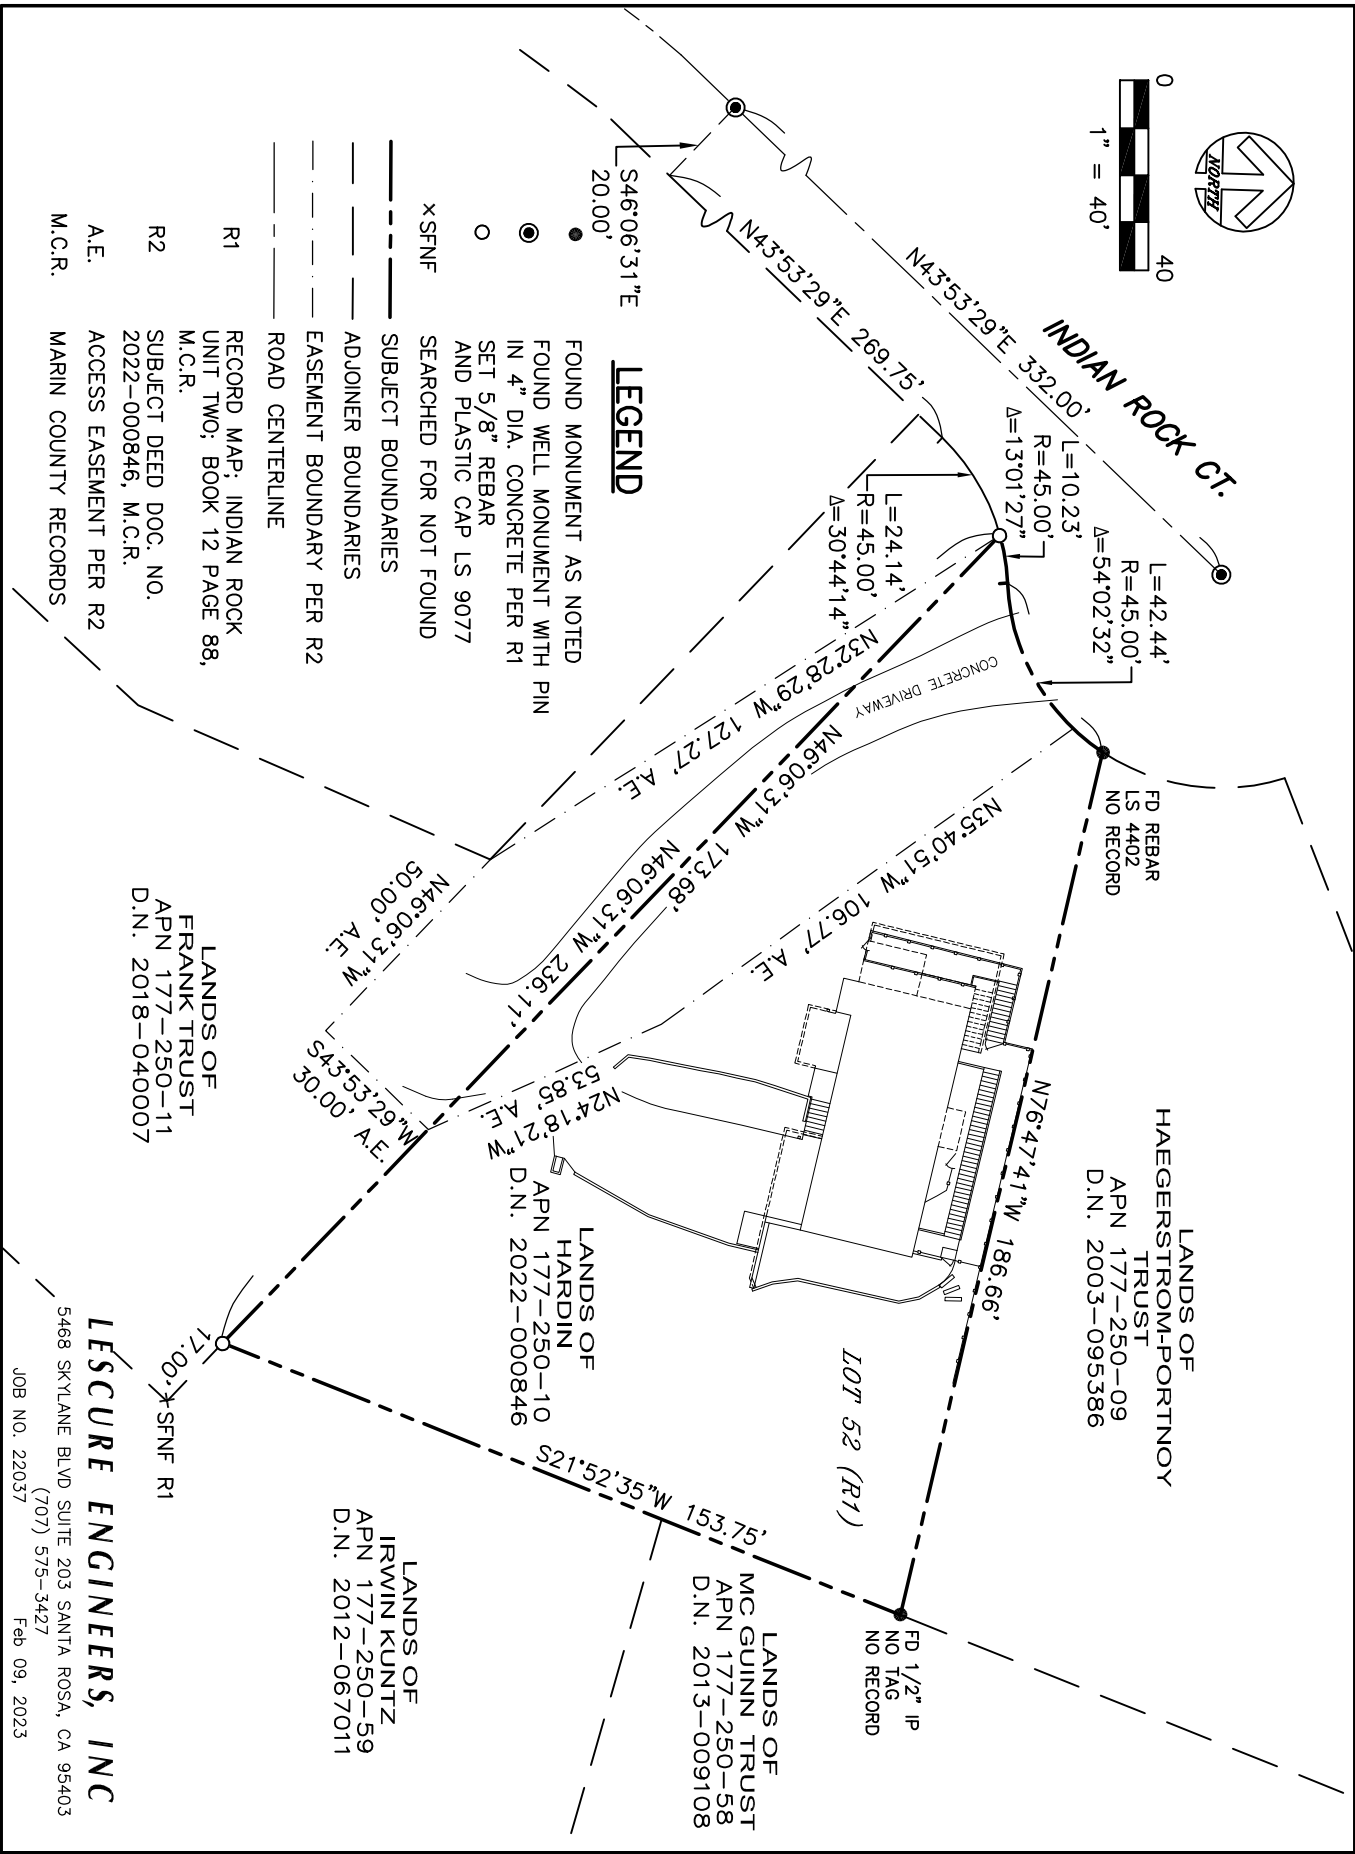 0
40
1" = 40'
NORTH
INDIAN ROCK CT.
N43°53'29"E 332.00'
N43°53'29"E 269.75'
S46°06'31"E
20.00'
L=10.23'
R=45.00'
Δ=13°01'27"
L=42.44'
R=45.00'
Δ=54°02'32"
L=24.14'
R=45.00'
Δ=30°44'14"
CONCRETE DRIVEWAY
N32°28'29"W 127.27' A.E.
N46°06'31"W 173.68'
N46°06'31"W 236.11'
N35°40'51"W 106.77' A.E.
N46°06'31"W
50.00' A.E.
S43°53'29"W
30.00' A.E.
N24°18'21"W
53.85' A.E.
FD REBAR
LS 4402
NO RECORD
N76°47'41"W 186.66'
LANDS OF
HAEGERSTROM-PORTNOY
TRUST
APN 177-250-09
D.N. 2003-095386
LOT 52 (R1)
LANDS OF
HARDIN
APN 177-250-10
D.N. 2022-000846
S21°52'35"W 153.75'
FD 1/2" IP
NO TAG
NO RECORD
LANDS OF
MC GUINN TRUST
APN 177-250-58
D.N. 2013-009108
LANDS OF
IRWIN KUNTZ
APN 177-250-59
D.N. 2012-067011
LANDS OF
FRANK TRUST
APN 177-250-11
D.N. 2018-040007
17.00'
×SFNF R1
LEGEND
FOUND MONUMENT AS NOTED
FOUND WELL MONUMENT WITH PIN
IN 4" DIA. CONCRETE PER R1
SET 5/8" REBAR
AND PLASTIC CAP LS 9077
×SFNF SEARCHED FOR NOT FOUND
SUBJECT BOUNDARIES
ADJOINER BOUNDARIES
EASEMENT BOUNDARY PER R2
ROAD CENTERLINE
R1 RECORD MAP; INDIAN ROCK
UNIT TWO; BOOK 12 PAGE 88,
M.C.R.
R2 SUBJECT DEED DOC. NO.
2022-000846, M.C.R.
A.E. ACCESS EASEMENT PER R2
M.C.R. MARIN COUNTY RECORDS
LESCURE ENGINEERS, INC
5468 SKYLANE BLVD SUITE 203 SANTA ROSA, CA 95403
(707) 575-3427
JOB NO. 22037 Feb 09, 2023